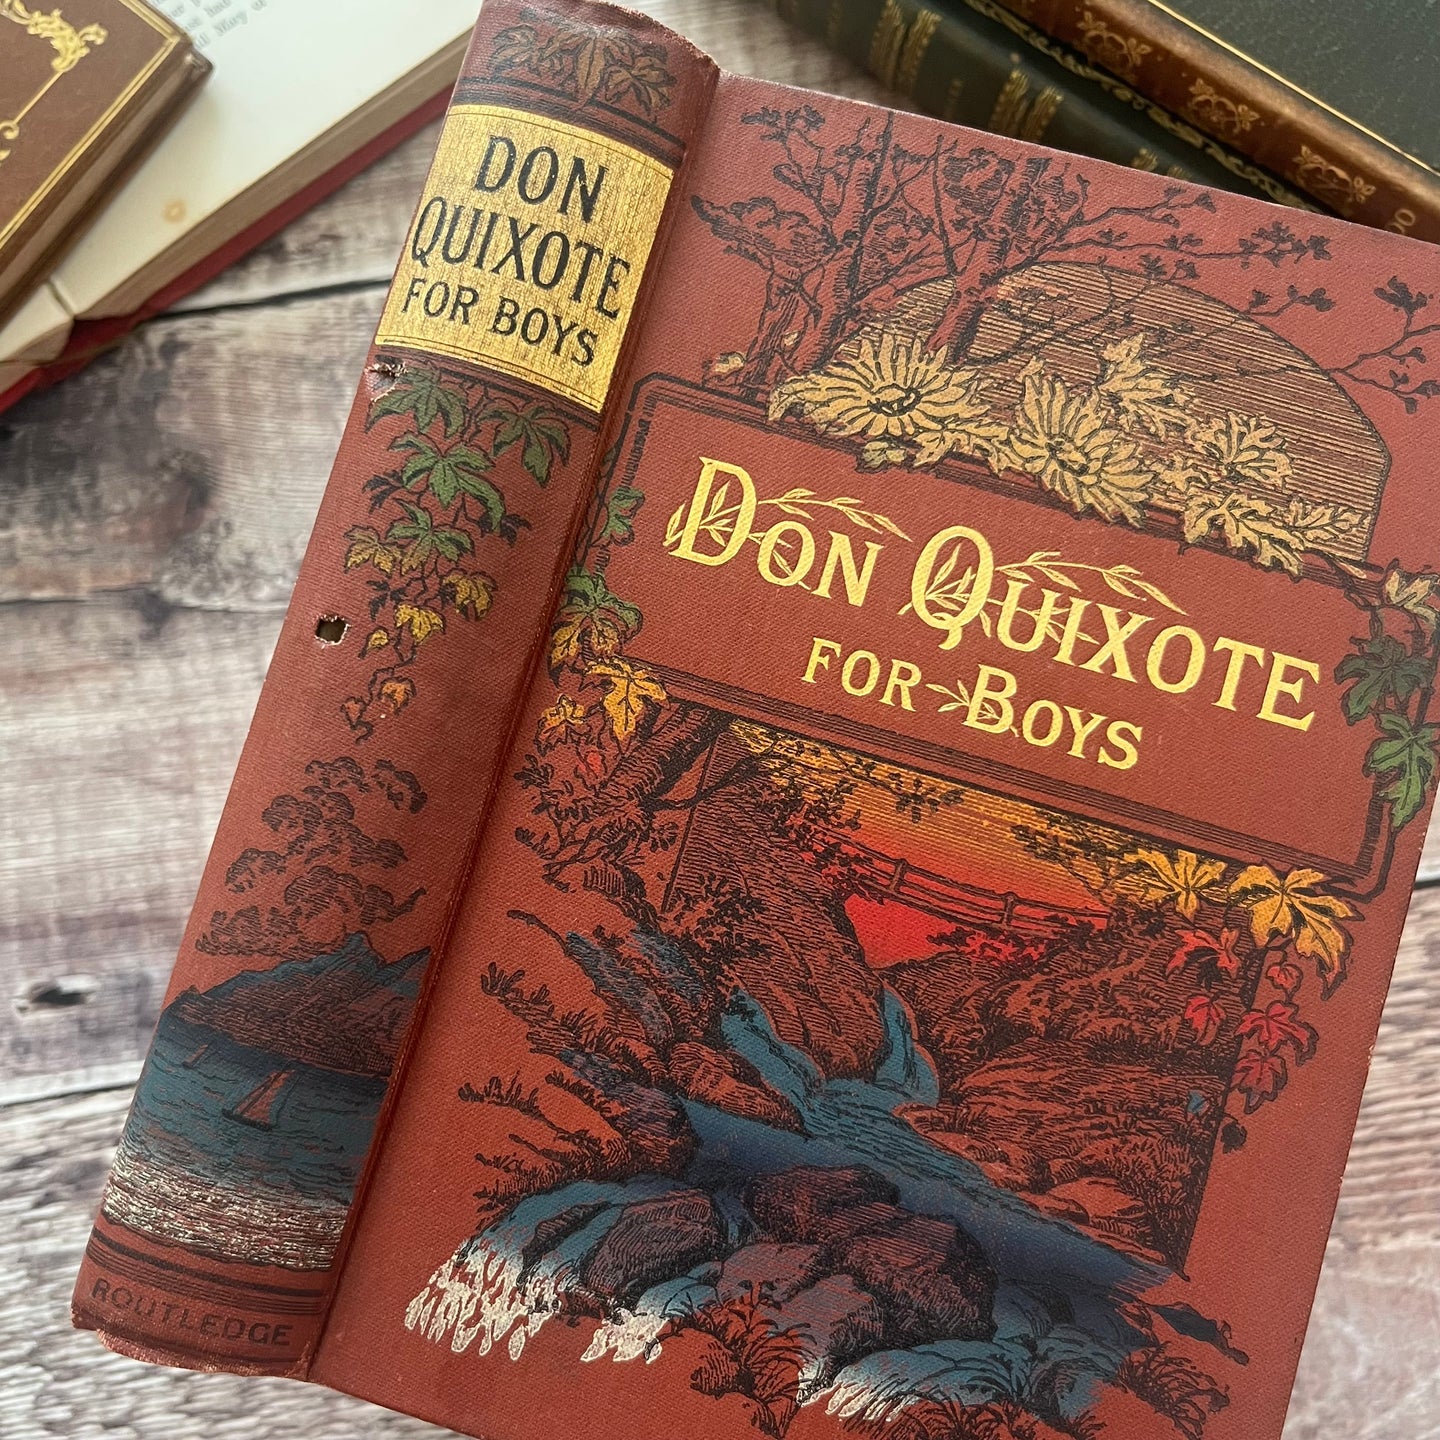 DON
QUIXOTE
FOR BOYS
ROUTLEDGE
DON QUIXOTE
FOR BOYS